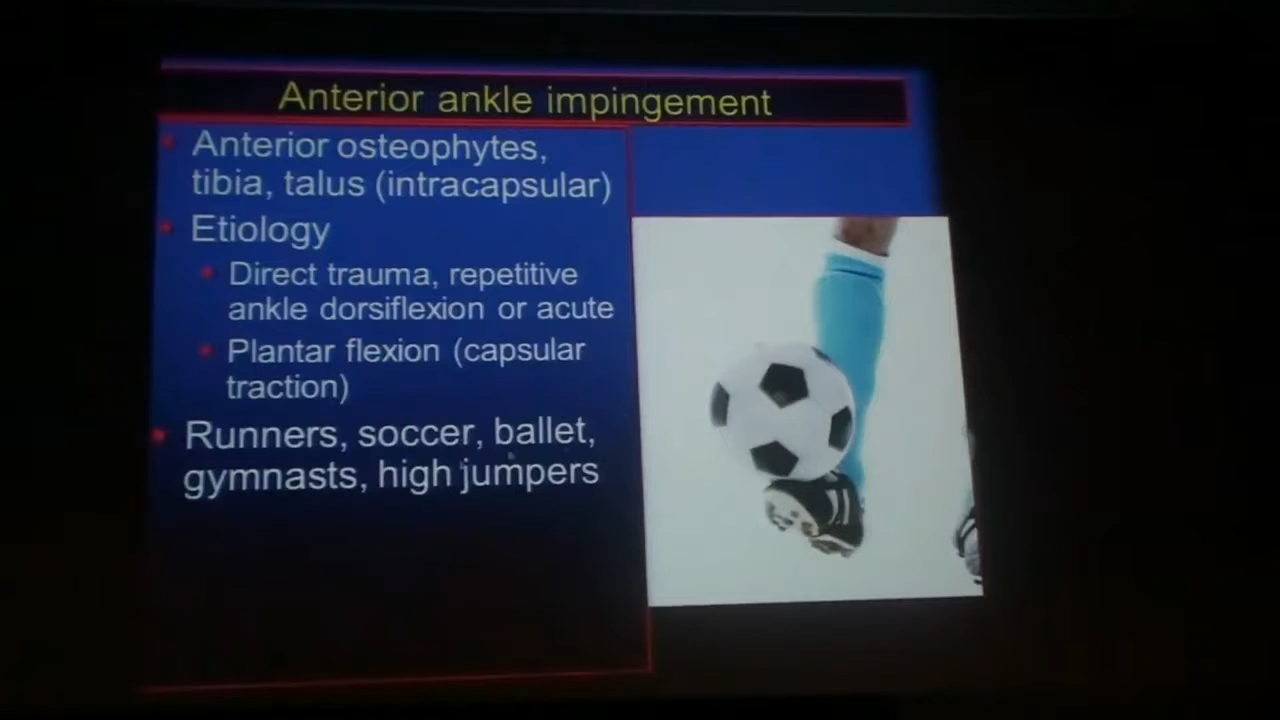 Anterior ankle impingement
Anterior osteophytes,
tibia, talus (intracapsular)
Etiology
Direct trauma, repetitive
ankle dorsiflexion or acute
Plantar flexion (capsular
traction)
Runners, soccer, ballet,
gymnasts, high jumpers